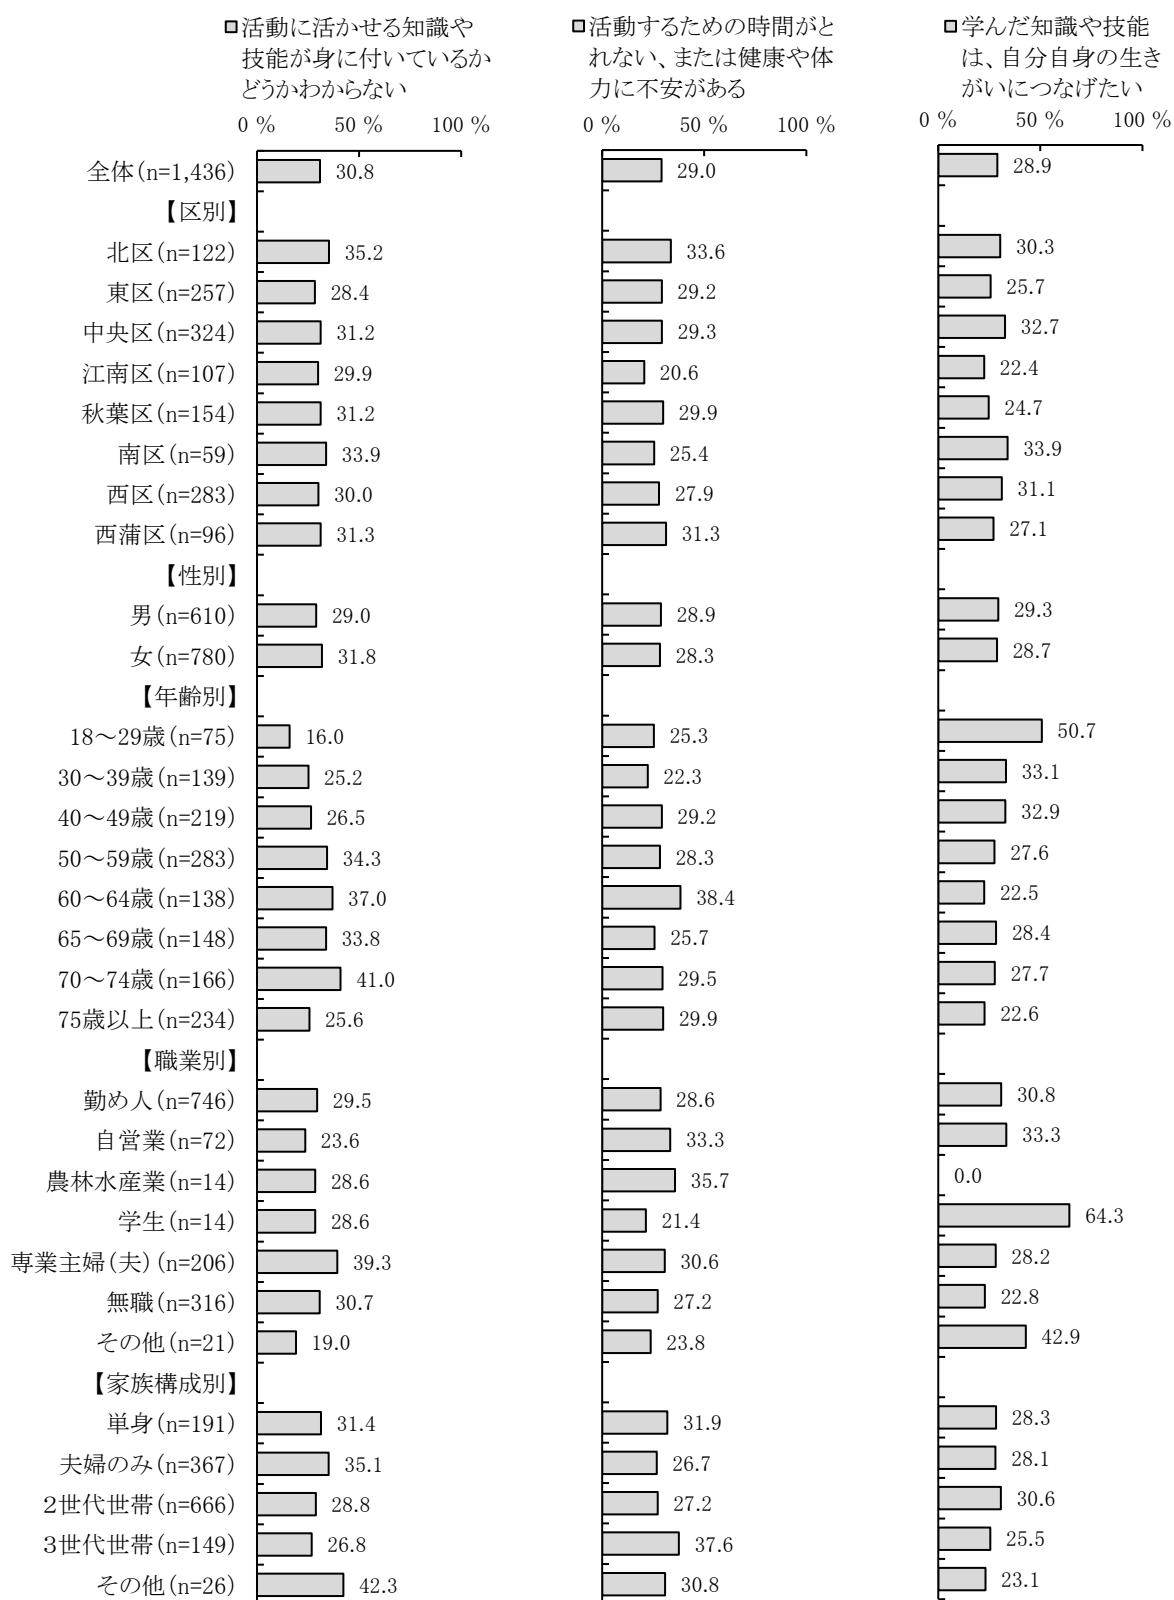 活動に活かせる知識や
技能が身に付いているか
どうかわからない
活動するための時間がと
れない、または健康や体
力に不安がある
学んだ知識や技能
は、自分自身の生き
がいにつなげたい
0 % 50 % 100 % 0 % 50 % 100 % 0 % 50 % 100 %
全体(n=1,436) 30.8 29.0 28.9
【区別】
北区(n=122) 35.2 33.6 30.3
東区(n=257) 28.4 29.2 25.7
中央区(n=324) 31.2 29.3 32.7
江南区(n=107) 29.9 20.6 22.4
秋葉区(n=154) 31.2 29.9 24.7
南区(n=59) 33.9 25.4 33.9
西区(n=283) 30.0 27.9 31.1
西蒲区(n=96) 31.3 31.3 27.1
【性別】
男(n=610) 29.0 28.9 29.3
女(n=780) 31.8 28.3 28.7
【年齢別】
18～29歳(n=75) 16.0 25.3 50.7
30～39歳(n=139) 25.2 22.3 33.1
40～49歳(n=219) 26.5 29.2 32.9
50～59歳(n=283) 34.3 28.3 27.6
60～64歳(n=138) 37.0 38.4 22.5
65～69歳(n=148) 33.8 25.7 28.4
70～74歳(n=166) 41.0 29.5 27.7
75歳以上(n=234) 25.6 29.9 22.6
【職業別】
勤め人(n=746) 29.5 28.6 30.8
自営業(n=72) 23.6 33.3 33.3
農林水産業(n=14) 28.6 35.7 0.0
学生(n=14) 28.6 21.4 64.3
専業主婦(夫)(n=206) 39.3 30.6 28.2
無職(n=316) 30.7 27.2 22.8
その他(n=21) 19.0 23.8 42.9
【家族構成別】
単身(n=191) 31.4 31.9 28.3
夫婦のみ(n=367) 35.1 26.7 28.1
２世代世帯(n=666) 28.8 27.2 30.6
３世代世帯(n=149) 26.8 37.6 25.5
その他(n=26) 42.3 30.8 23.1